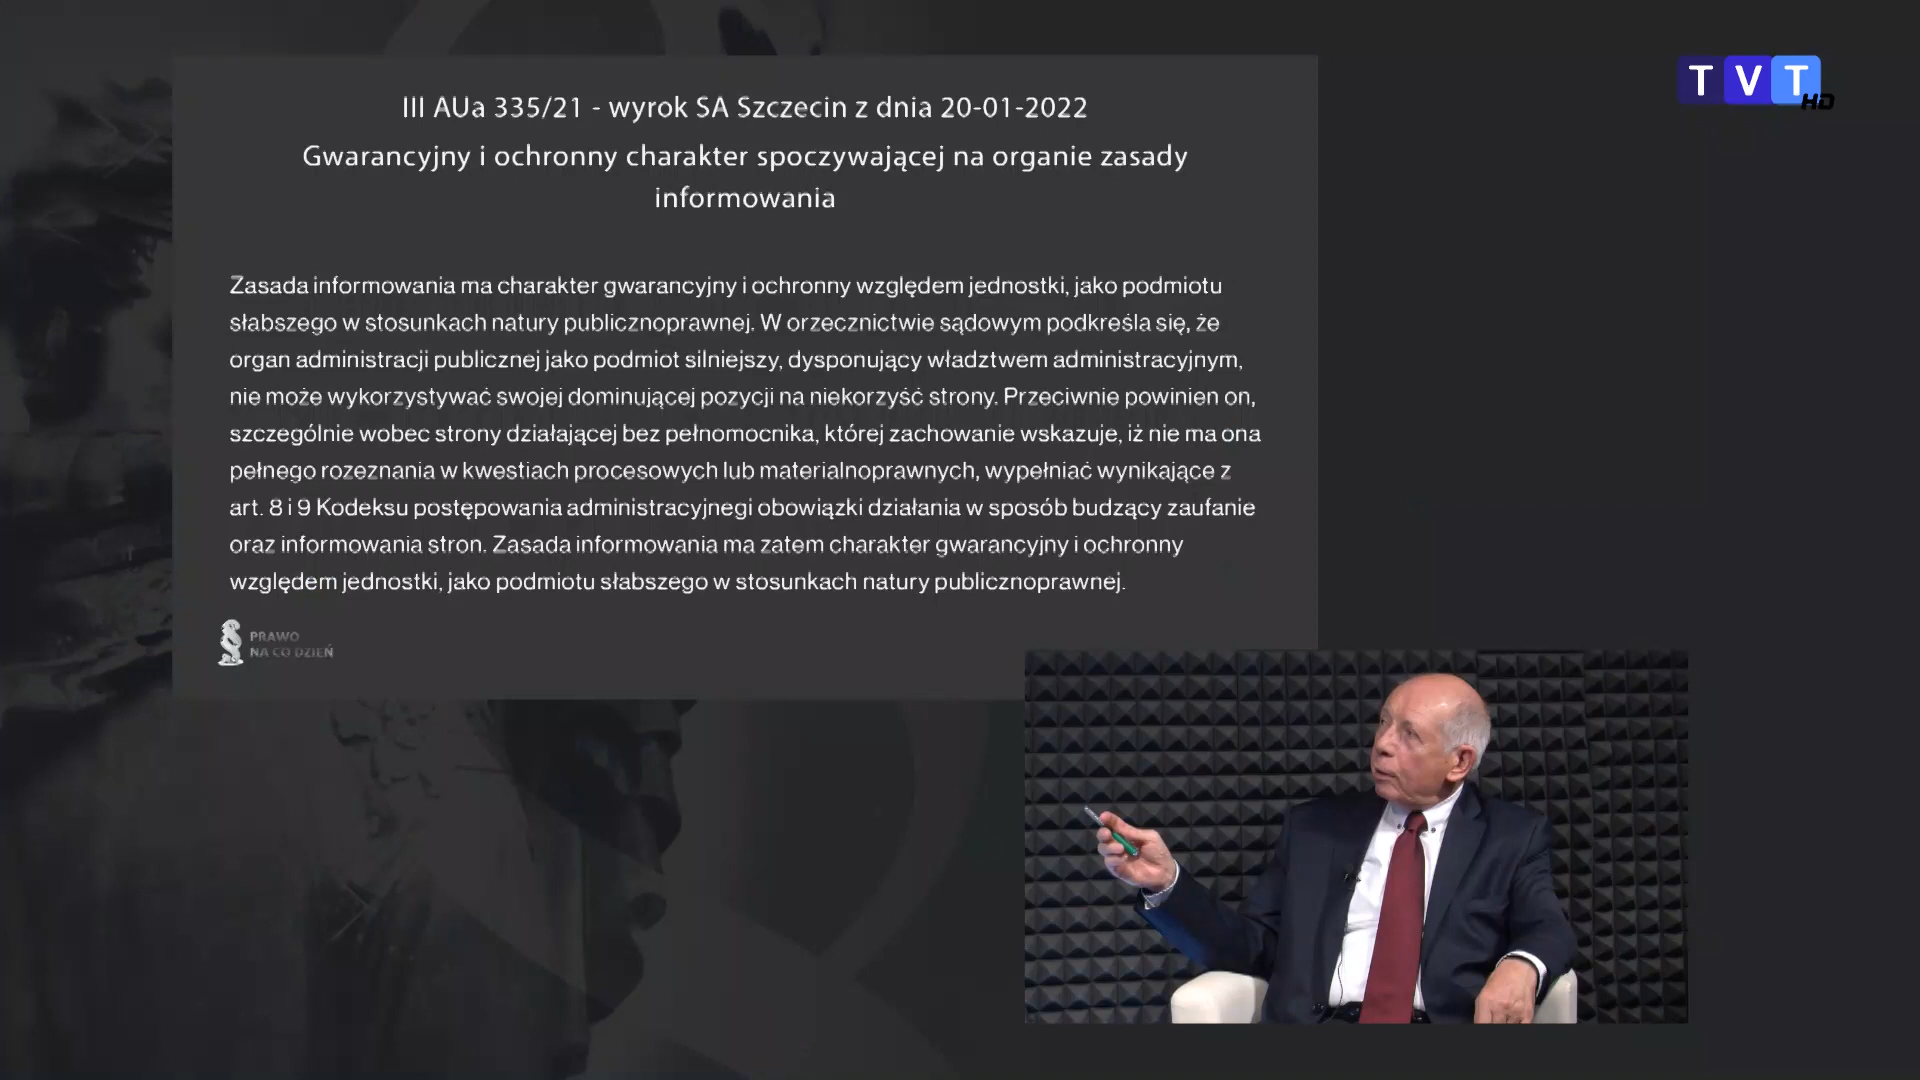 III AUa 335/21 - wyrok SA Szczecin z dnia 20-01-2022
Gwarancyjny i ochronny charakter spoczywającej na organie zasady
informowania
Zasada informowania ma charakter gwarancyjny i ochronny względem jednostki, jako podmiotu
słabszego w stosunkach natury publicznoprawnej. W orzecznictwie sądowym podkreśla się, że
organ administracji publicznej jako podmiot silniejszy, dysponujący władztwem administracyjnym,
nie może wykorzystywać swojej dominującej pozycji na niekorzyść strony. Przeciwnie powinien on,
szczególnie wobec strony działającej bez pełnomocnika, której zachowanie wskazuje, iż nie ma ona
pełnego rozeznania w kwestiach procesowych lub materialnoprawnych, wypełniać wynikające z
art. 8 i 9 Kodeksu postępowania administracyjnegi obowiązki działania w sposób budzący zaufanie
oraz informowania stron. Zasada informowania ma zatem charakter gwarancyjny i ochronny
względem jednostki, jako podmiotu słabszego w stosunkach natury publicznoprawnej.
PRAWO
NA CO DZIEŃ
TVT
HD